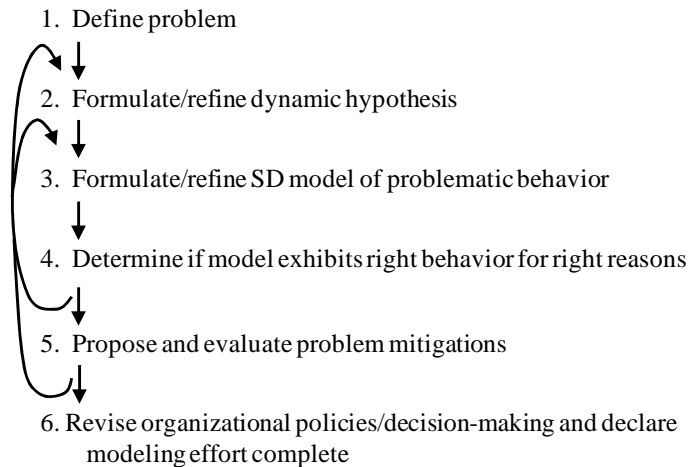 1. Define problem
2. Formulate/refine dynamic hypothesis
3. Formulate/refine SD model of problematic behavior
4. Determine if model exhibits right behavior for right reasons
5. Propose and evaluate problem mitigations
6. Revise organizational policies/decision-making and declare
modeling effort complete